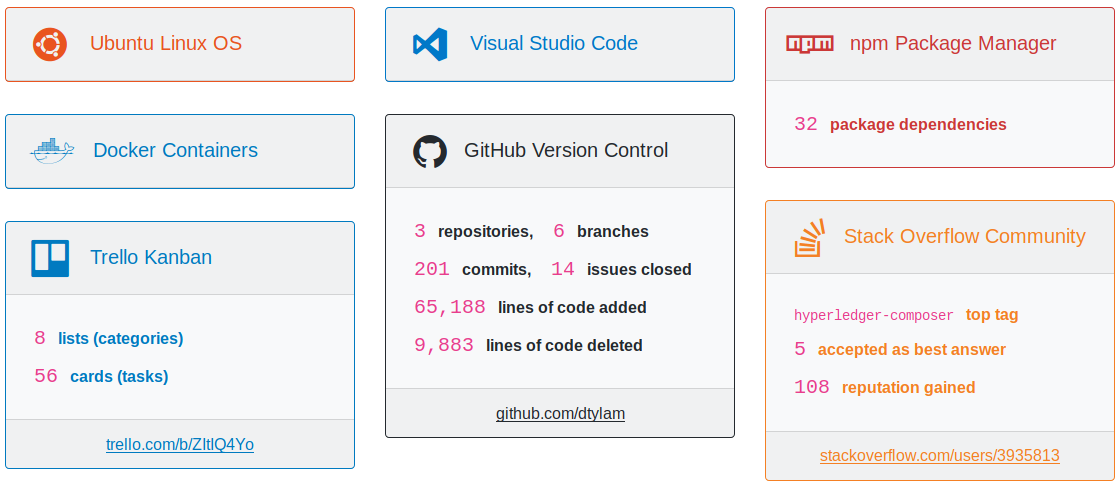 Ubuntu Linux OS
Docker Containers
Trello Kanban
8 lists (categories)
56 cards (tasks)
trello.com/b/ZItlQ4Yo
Visual Studio Code
GitHub Version Control
3 repositories, 6 branches
201 commits, 14 issues closed
65,188 lines of code added
9,883 lines of code deleted
github.com/dtylam
npm npm Package Manager
32 package dependencies
Stack Overflow Community
hyperledger-composer top tag
5 accepted as best answer
108 reputation gained
stackoverflow.com/users/3935813